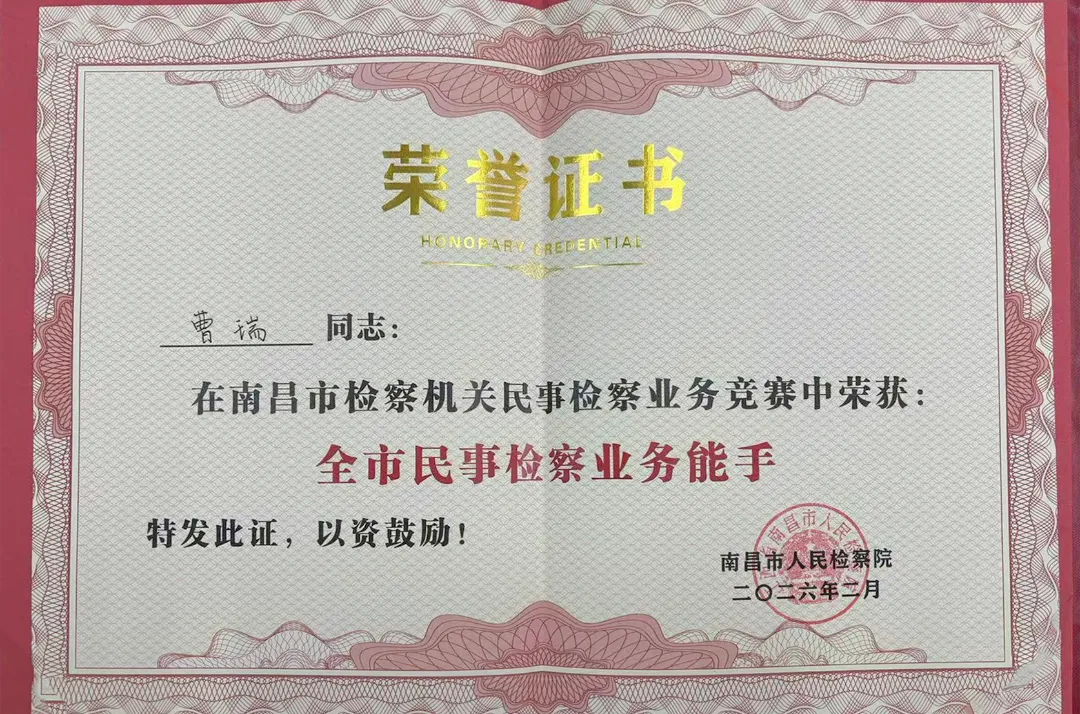 荣誉证书
HONORARY CREDENTIAL
曹瑞 同志：
在南昌市检察机关民事检察业务竞赛中荣获：
全市民事检察业务能手
特发此证，以资鼓励！
南昌市人民检察院
二〇二六年二月